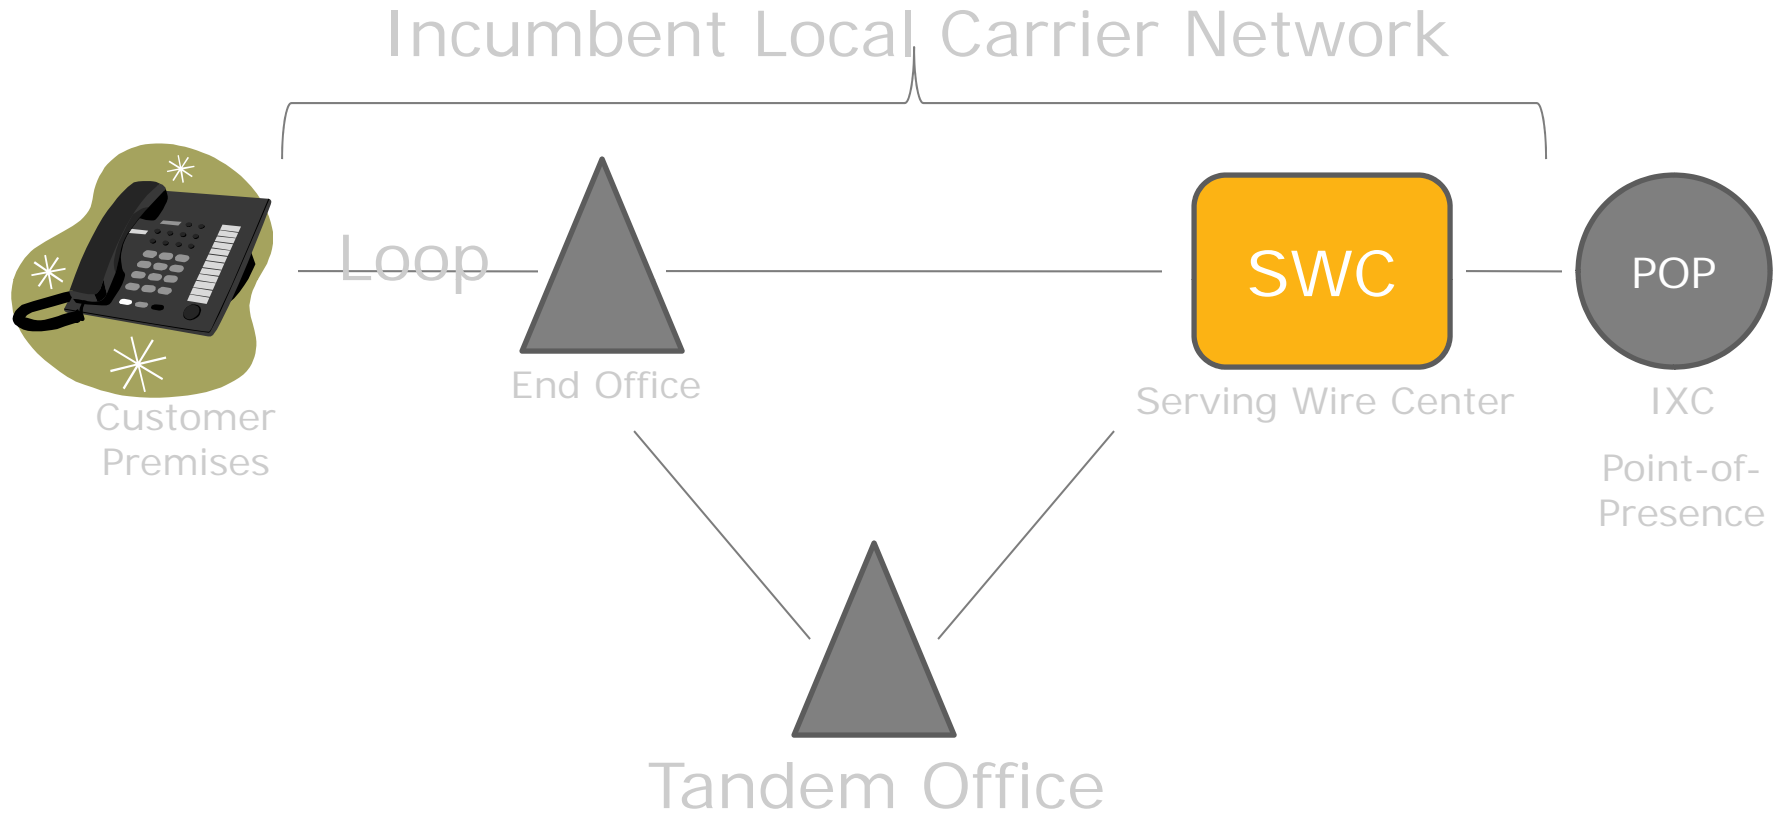 Incumbent Local Carrier Network
Loop
SWC
POP
End Office
Serving Wire Center
IXC
Customer
Premises
Point-of-
Presence
Tandem Office